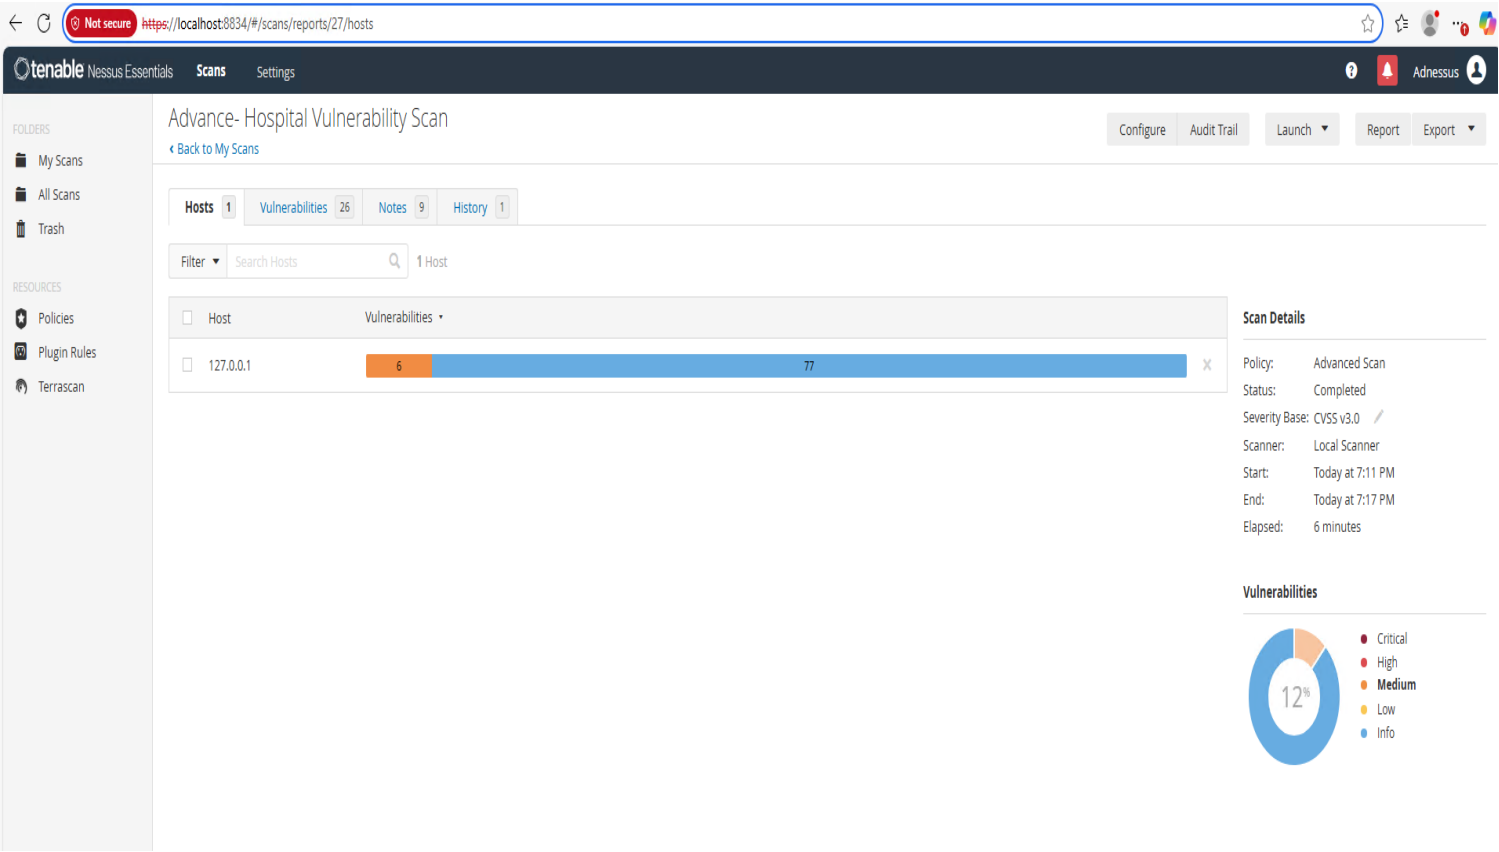 Not secure https://localhost:8834/#/scans/reports/27/hosts
tenable Nessus Essentials Scans Settings ? Adnessus
FOLDERS
My Scans
All Scans
Trash
RESOURCES
Policies
Plugin Rules
Terrascan
Advance- Hospital Vulnerability Scan
‹ Back to My Scans
Configure Audit Trail Launch Report Export
Hosts 1 Vulnerabilities 26 Notes 9 History 1
Filter Search Hosts 1 Host
Host Vulnerabilities
127.0.0.1 6 77
Scan Details
Policy: Advanced Scan
Status: Completed
Severity Base: CVSS v3.0
Scanner: Local Scanner
Start: Today at 7:11 PM
End: Today at 7:17 PM
Elapsed: 6 minutes
Vulnerabilities
12%
Critical
High
Medium
Low
Info